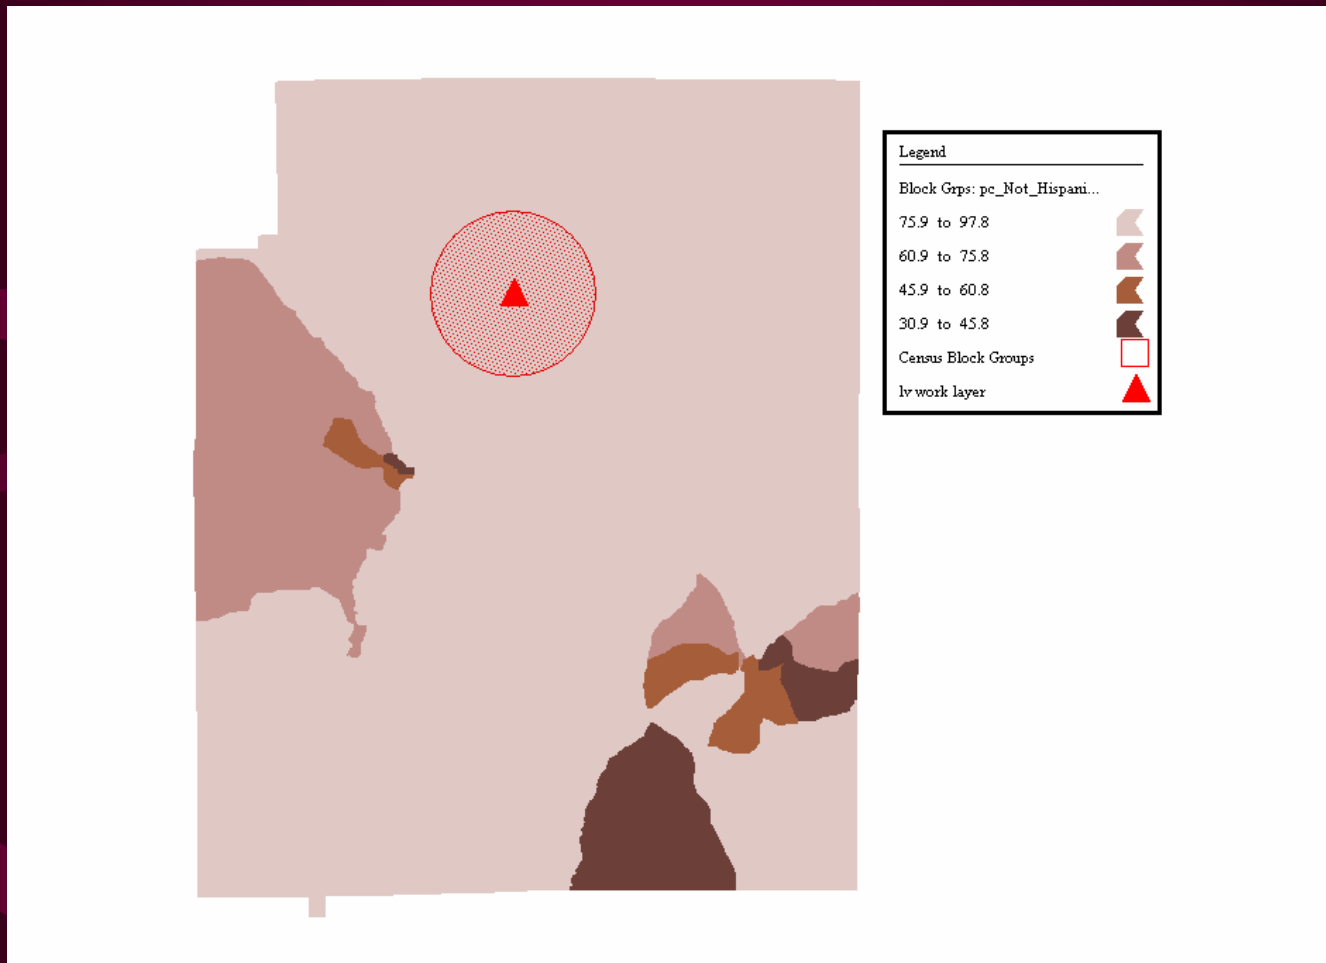 Legend
Block Grps: pc_Not_Hispani...
75.9 to 97.8
60.9 to 75.8
45.9 to 60.8
30.9 to 45.8
Census Block Groups
lv work layer